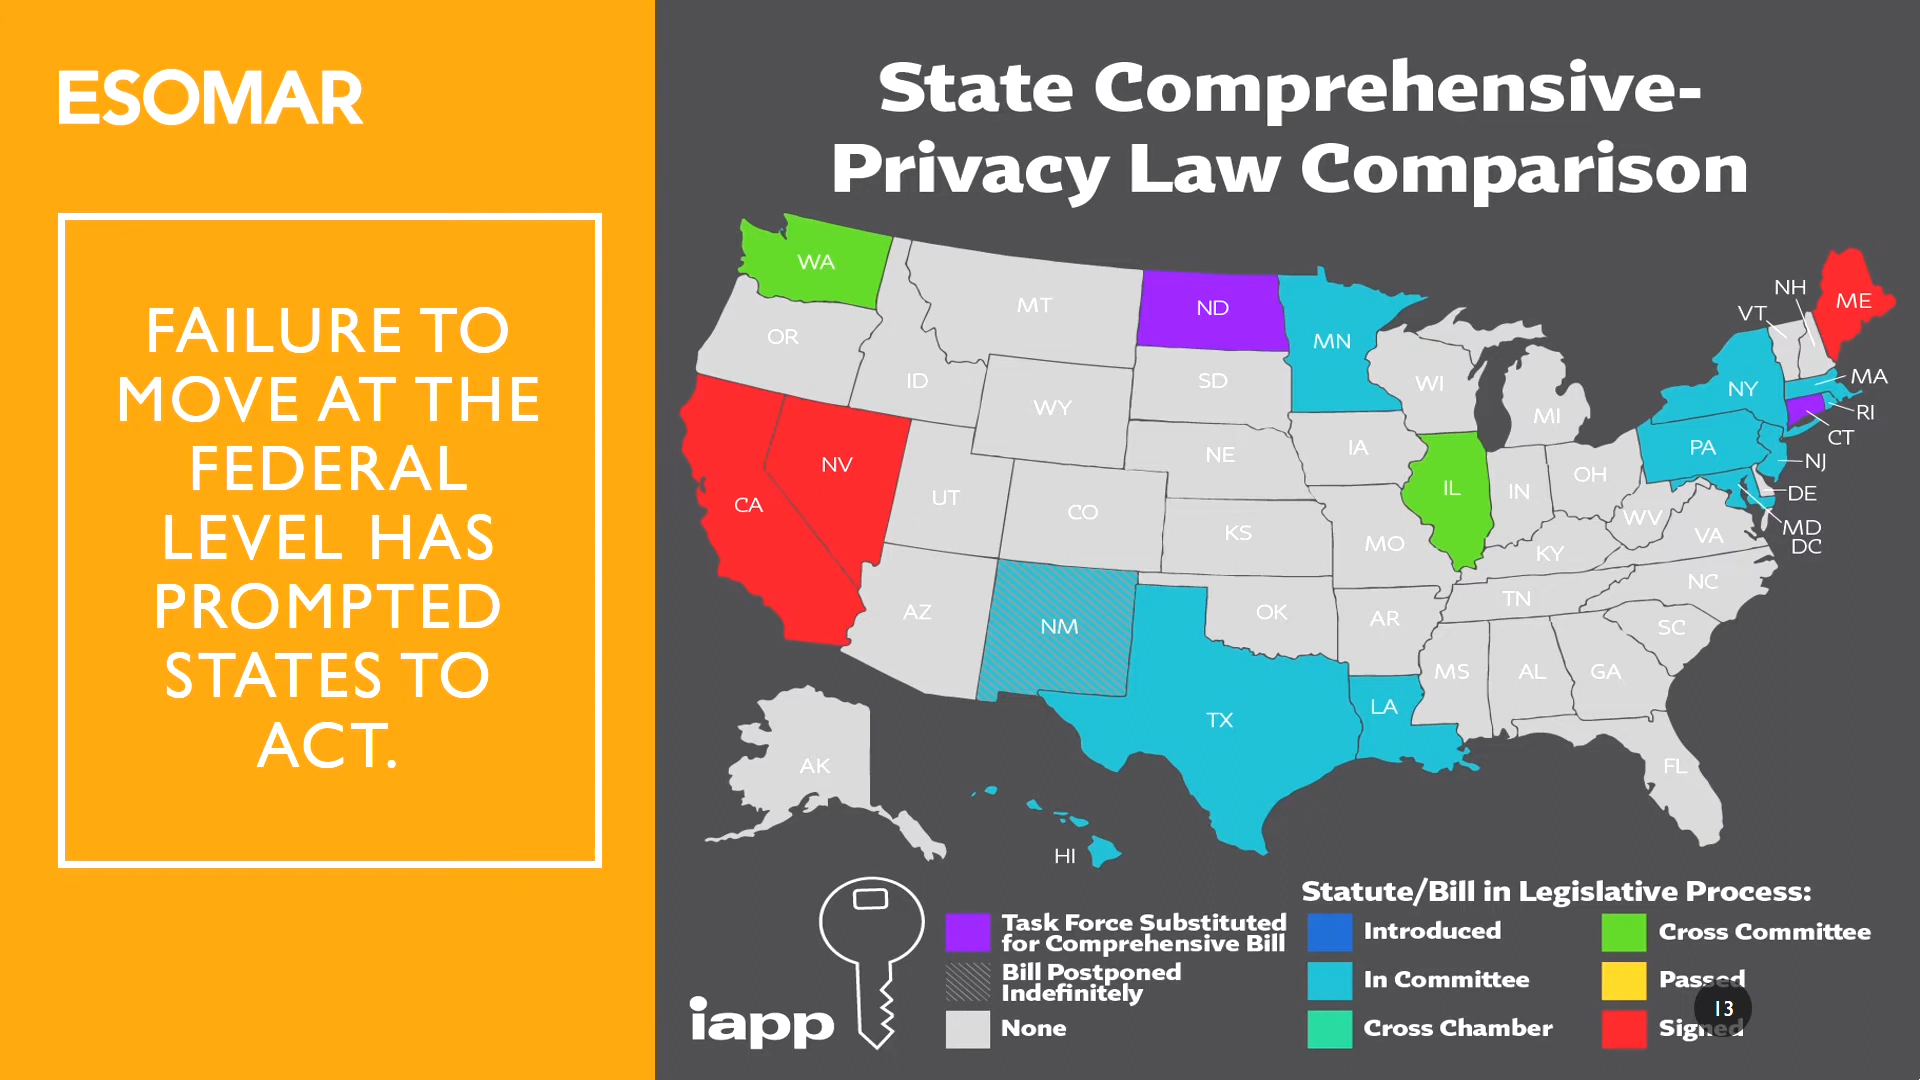 ESOMAR
FAILURE TO
MOVE AT THE
FEDERAL
LEVEL HAS
PROMPTED
STATES TO
ACT.
State Comprehensive-
Privacy Law Comparison
WA
OR
CA
NV
ID
MT
WY
UT
CO
AZ
NM
ND
SD
NE
KS
OK
TX
MN
IA
MO
AR
LA
WI
IL
MI
IN
OH
KY
TN
MS
AL
GA
FL
SC
NC
VA
WV
PA
NY
VT
NH
ME
MA
RI
CT
NJ
DE
MD
DC
AK
HI
iapp
Task Force Substituted
for Comprehensive Bill
Bill Postponed
Indefinitely
None
Statute/Bill in Legislative Process:
Introduced
In Committee
Cross Chamber
Cross Committee
Passed
Signed
13